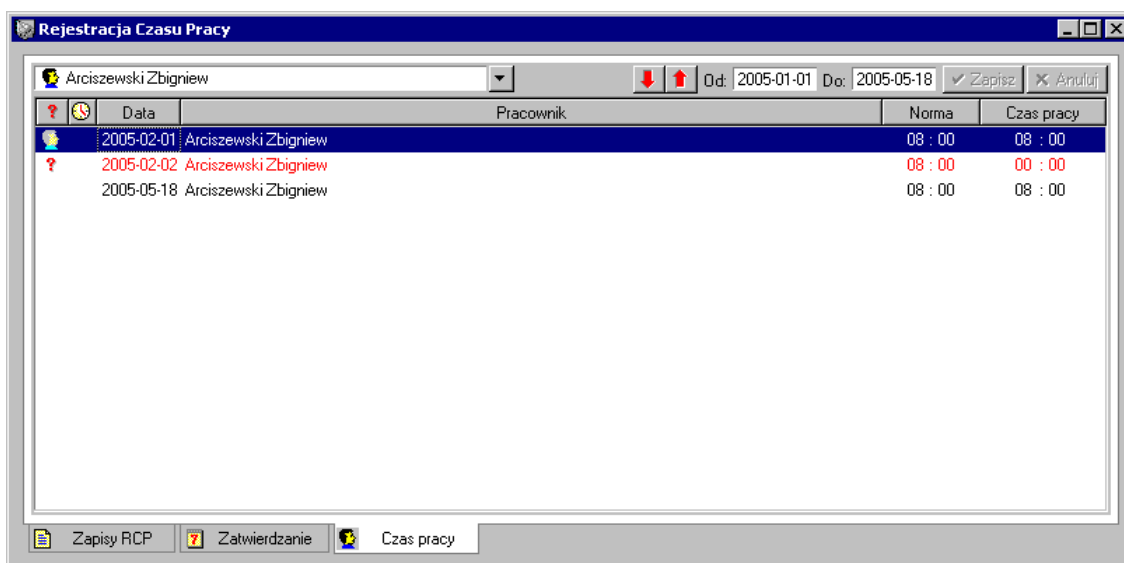 Rejestracja Czasu Pracy
Arciszewski Zbigniew Od: 2005-01-01 Do: 2005-05-18 Zapisz Anuluj
? Data Pracownik Norma Czas pracy
2005-02-01 Arciszewski Zbigniew 08 : 00 08 : 00
? 2005-02-02 Arciszewski Zbigniew 08 : 00 00 : 00
2005-05-18 Arciszewski Zbigniew 08 : 00 08 : 00
Zapisy RCP ? Zatwierdzanie Czas pracy